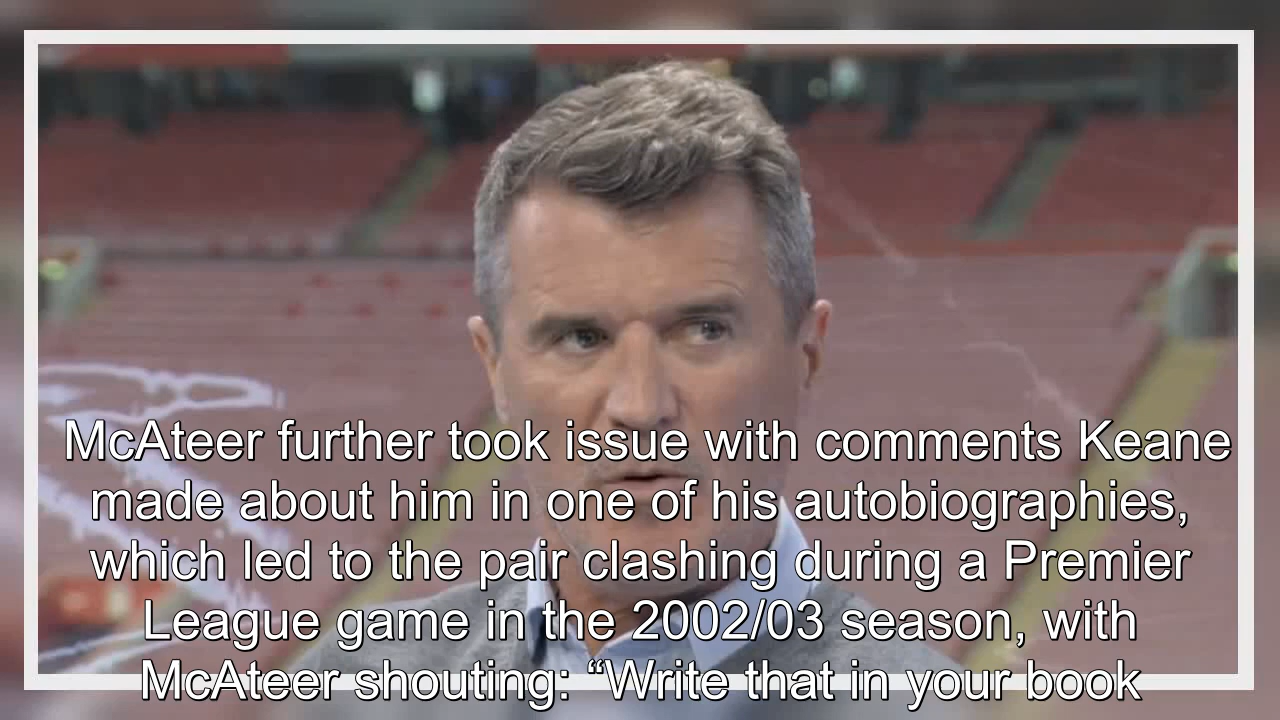 McAteer further took issue with comments Keane
made about him in one of his autobiographies,
which led to the pair clashing during a Premier
League game in the 2002/03 season, with
McAteer shouting: “Write that in your book